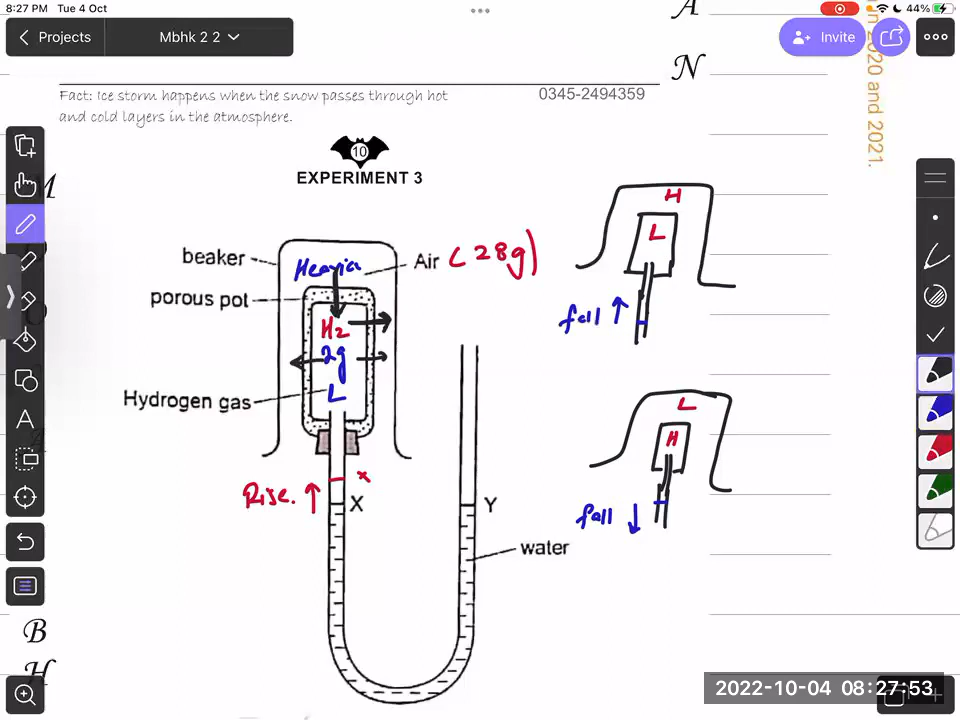 8:27 PM Tue 4 Oct
44%
Projects
Mbhk 2 2
Invite
A
N
n 2020 and 2021.
Fact: Ice storm happens when the snow passes through hot
and cold layers in the atmosphere.
0345-2494359
10
EXPERIMENT 3
M
beaker
Air (28g)
porous pot
H2
2g
L
Hydrogen gas
Rise. ↑
x
X
Y
water
H
L
fall ↑
L
H
fall ↓
A
B
H
2022-10-04 08:27:53